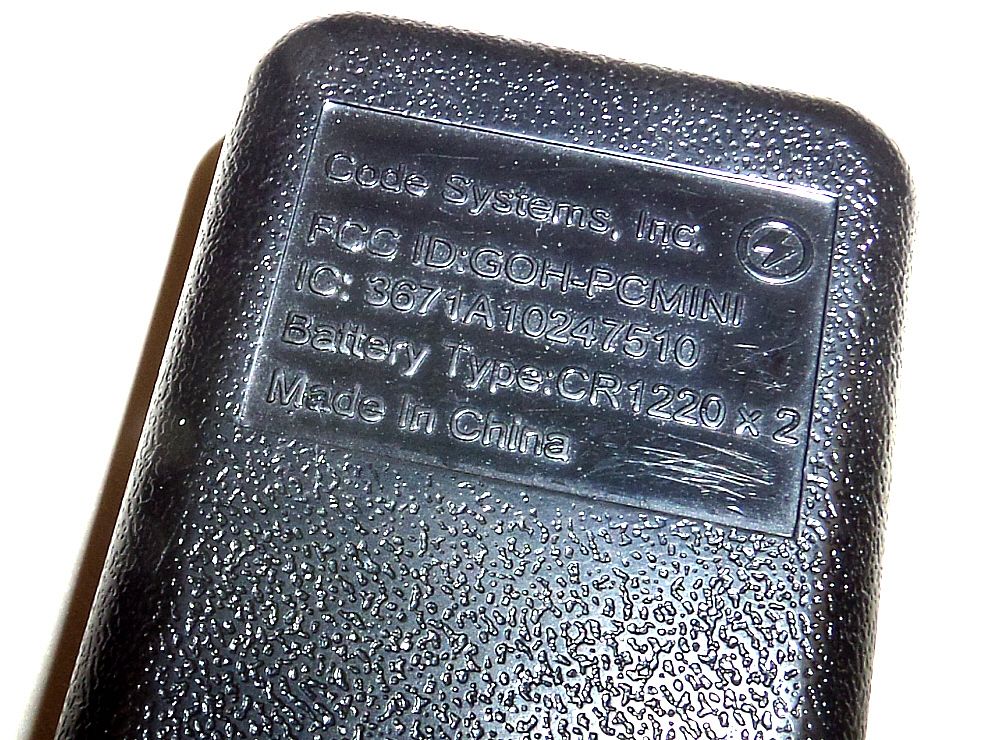 Code Systems, Inc.
FCC ID:GOH-PCMINI
IC: 3671A10247510
Battery Type:CR1220 x 2
Made In China